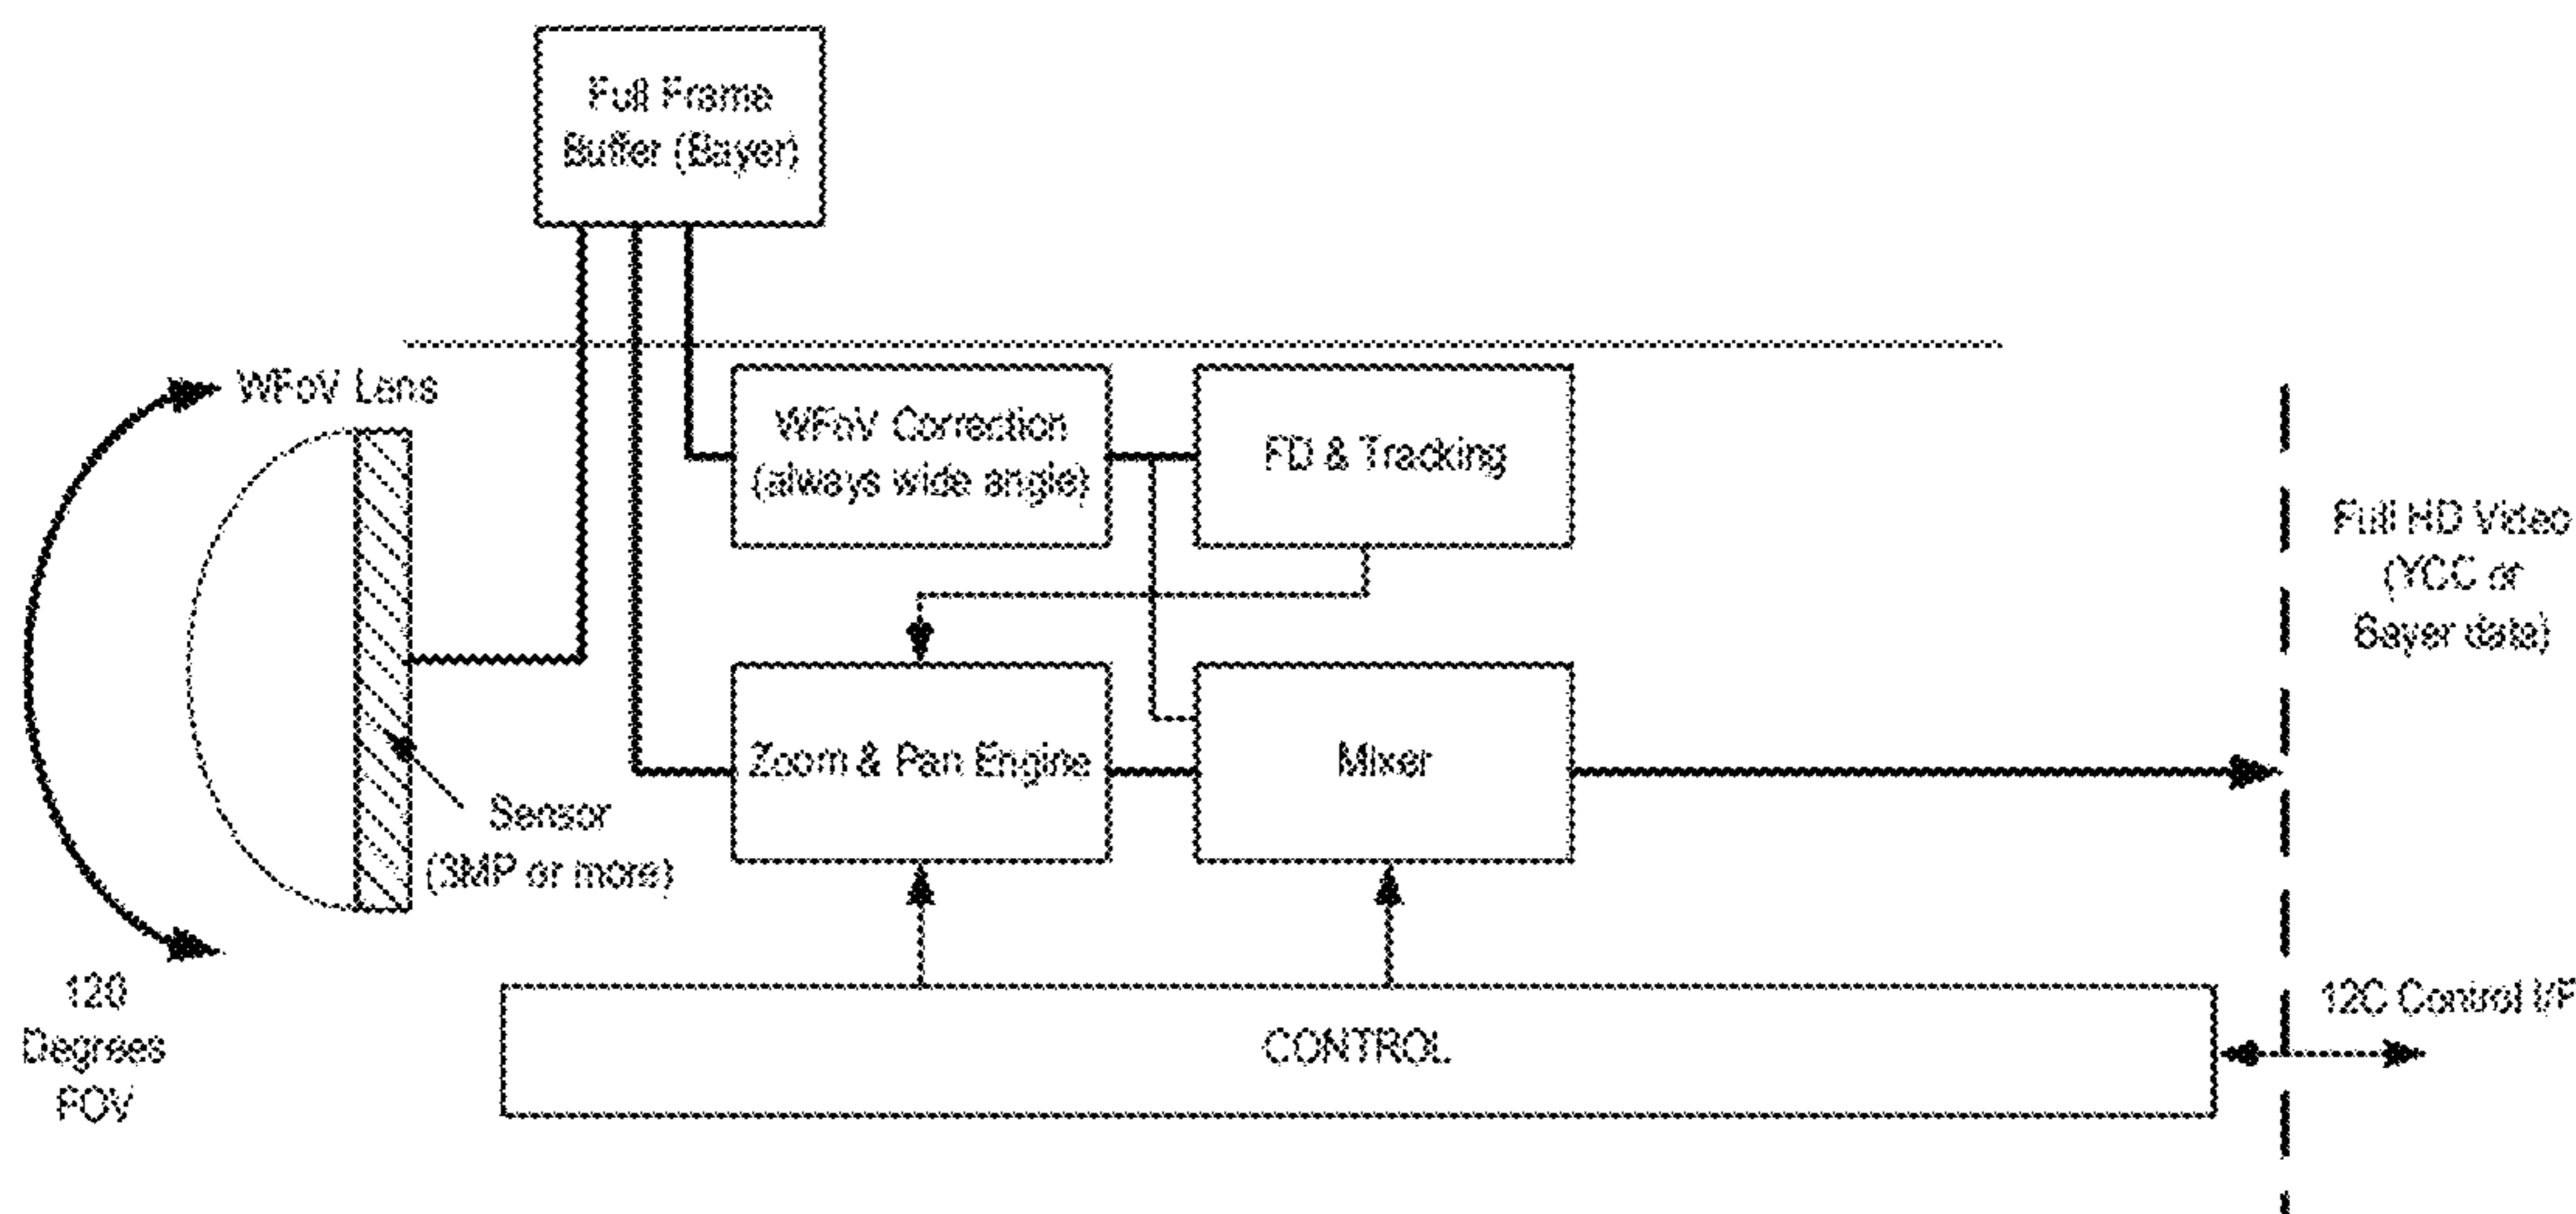 Full Frame
Buffer (Bayer)
WFoV Lens
WFoV Correction
(always wide angle)
FD & Tracking
Full HD Video
(YCC or
Bayer data)
Zoom & Pan Engine
Mixer
Sensor
(3MP or more)
120
Degrees
FOV
12C Control I/F
CONTROL